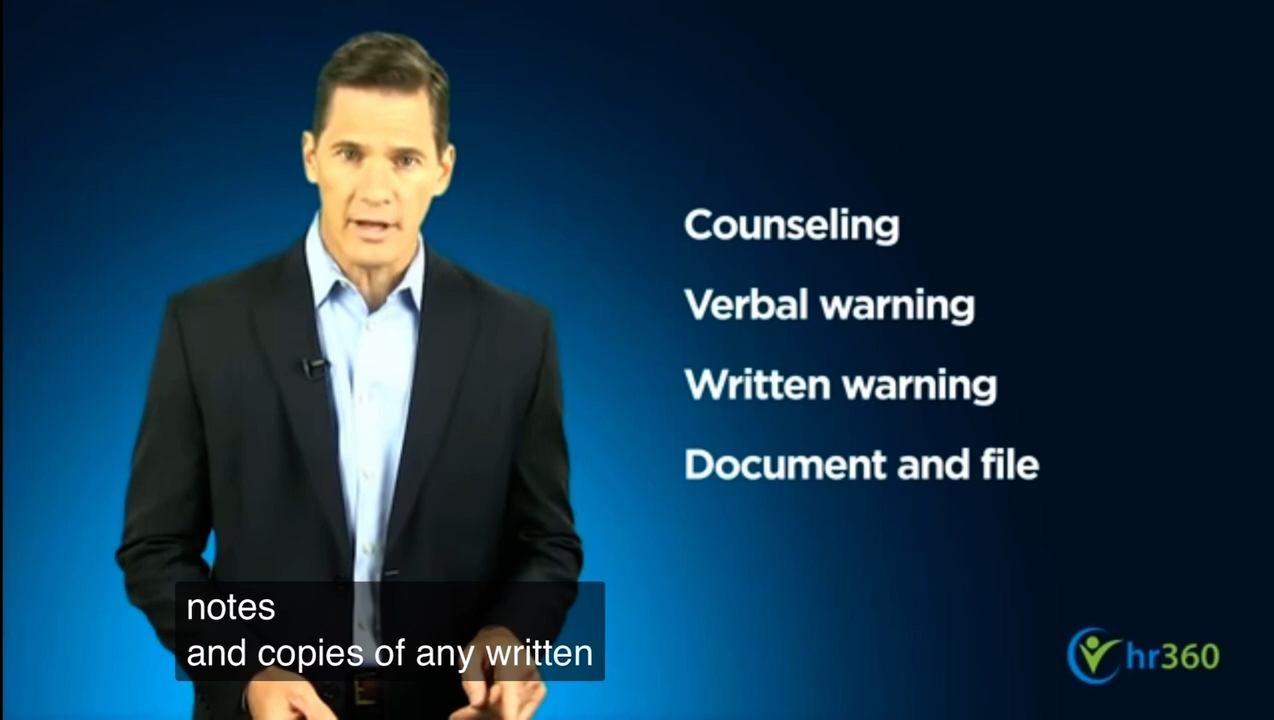 Counseling
Verbal warning
Written warning
Document and file
notes
and copies of any written
hr360